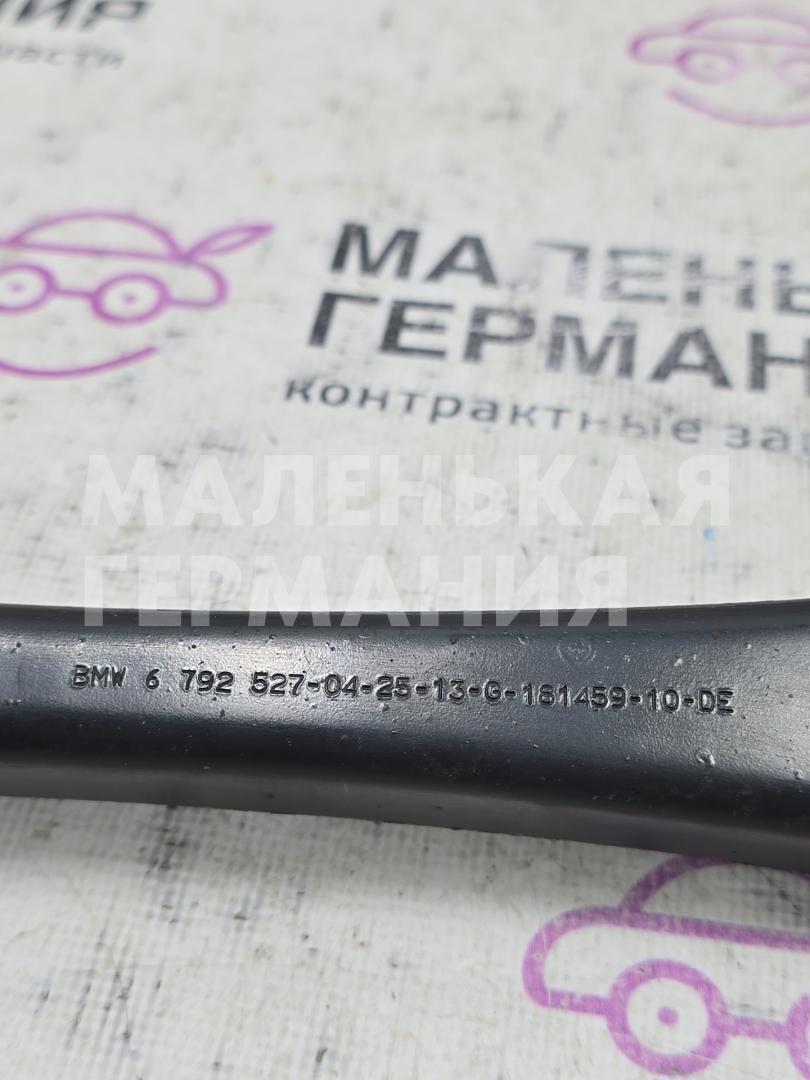 МАЛЕНЬ
ГЕРМАН
контрактные за
МАЛЕНЬКАЯ
ГЕРМАНИЯ
BMW 6 792 527-04-25-13-G-181459-10-DE